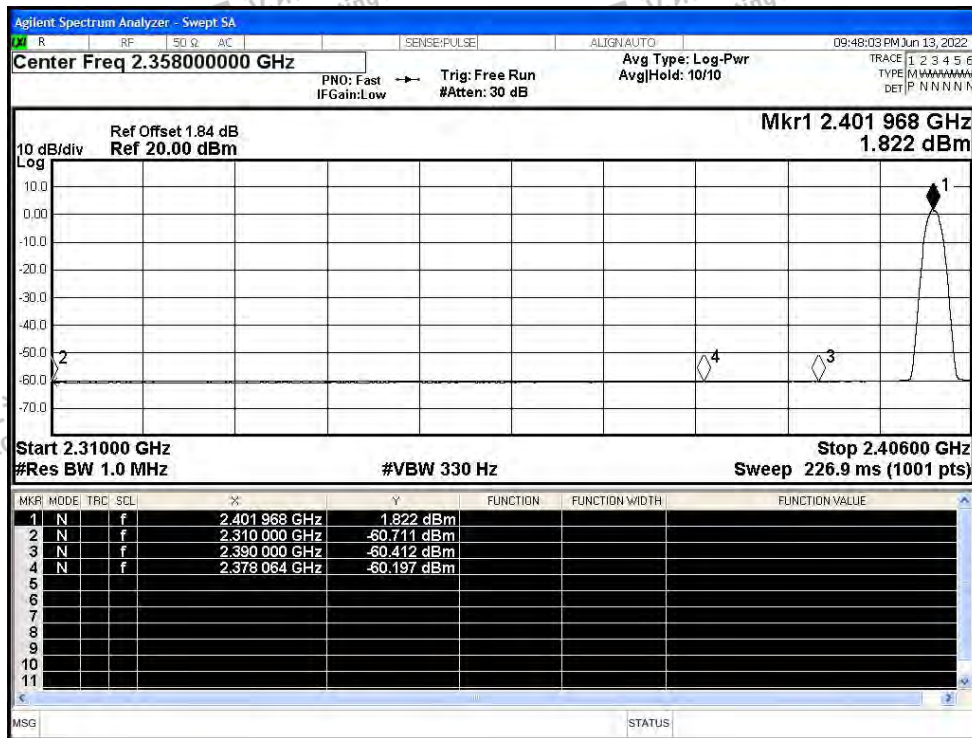 Agilent Spectrum Analyzer - Swept SA
LXI R RF 50 Ω AC SENSE:PULSE ALIGN AUTO 09:48:03 PM Jun 13, 2022
Center Freq 2.358000000 GHz
PNO: Fast
IFGain:Low
Trig: Free Run
#Atten: 30 dB
Avg Type: Log-Pwr
Avg|Hold: 10/10
TRACE 1 2 3 4 5 6
TYPE M W W W W W
DET P N N N N N
Mkr1 2.401 968 GHz
1.822 dBm
Ref Offset 1.84 dB
10 dB/div Ref 20.00 dBm
Log
10.0
0.00
-10.0
-20.0
-30.0
-40.0
-50.0
-60.0
-70.0
1
2
4
3
Start 2.31000 GHz Stop 2.40600 GHz
#Res BW 1.0 MHz #VBW 330 Hz Sweep 226.9 ms (1001 pts)
MKR MODE TRC SCL X Y FUNCTION FUNCTION WIDTH FUNCTION VALUE
1 N f 2.401 968 GHz 1.822 dBm
2 N f 2.310 000 GHz -60.711 dBm
3 N f 2.390 000 GHz -60.412 dBm
4 N f 2.378 064 GHz -60.197 dBm
5
6
7
8
9
10
11
MSG STATUS